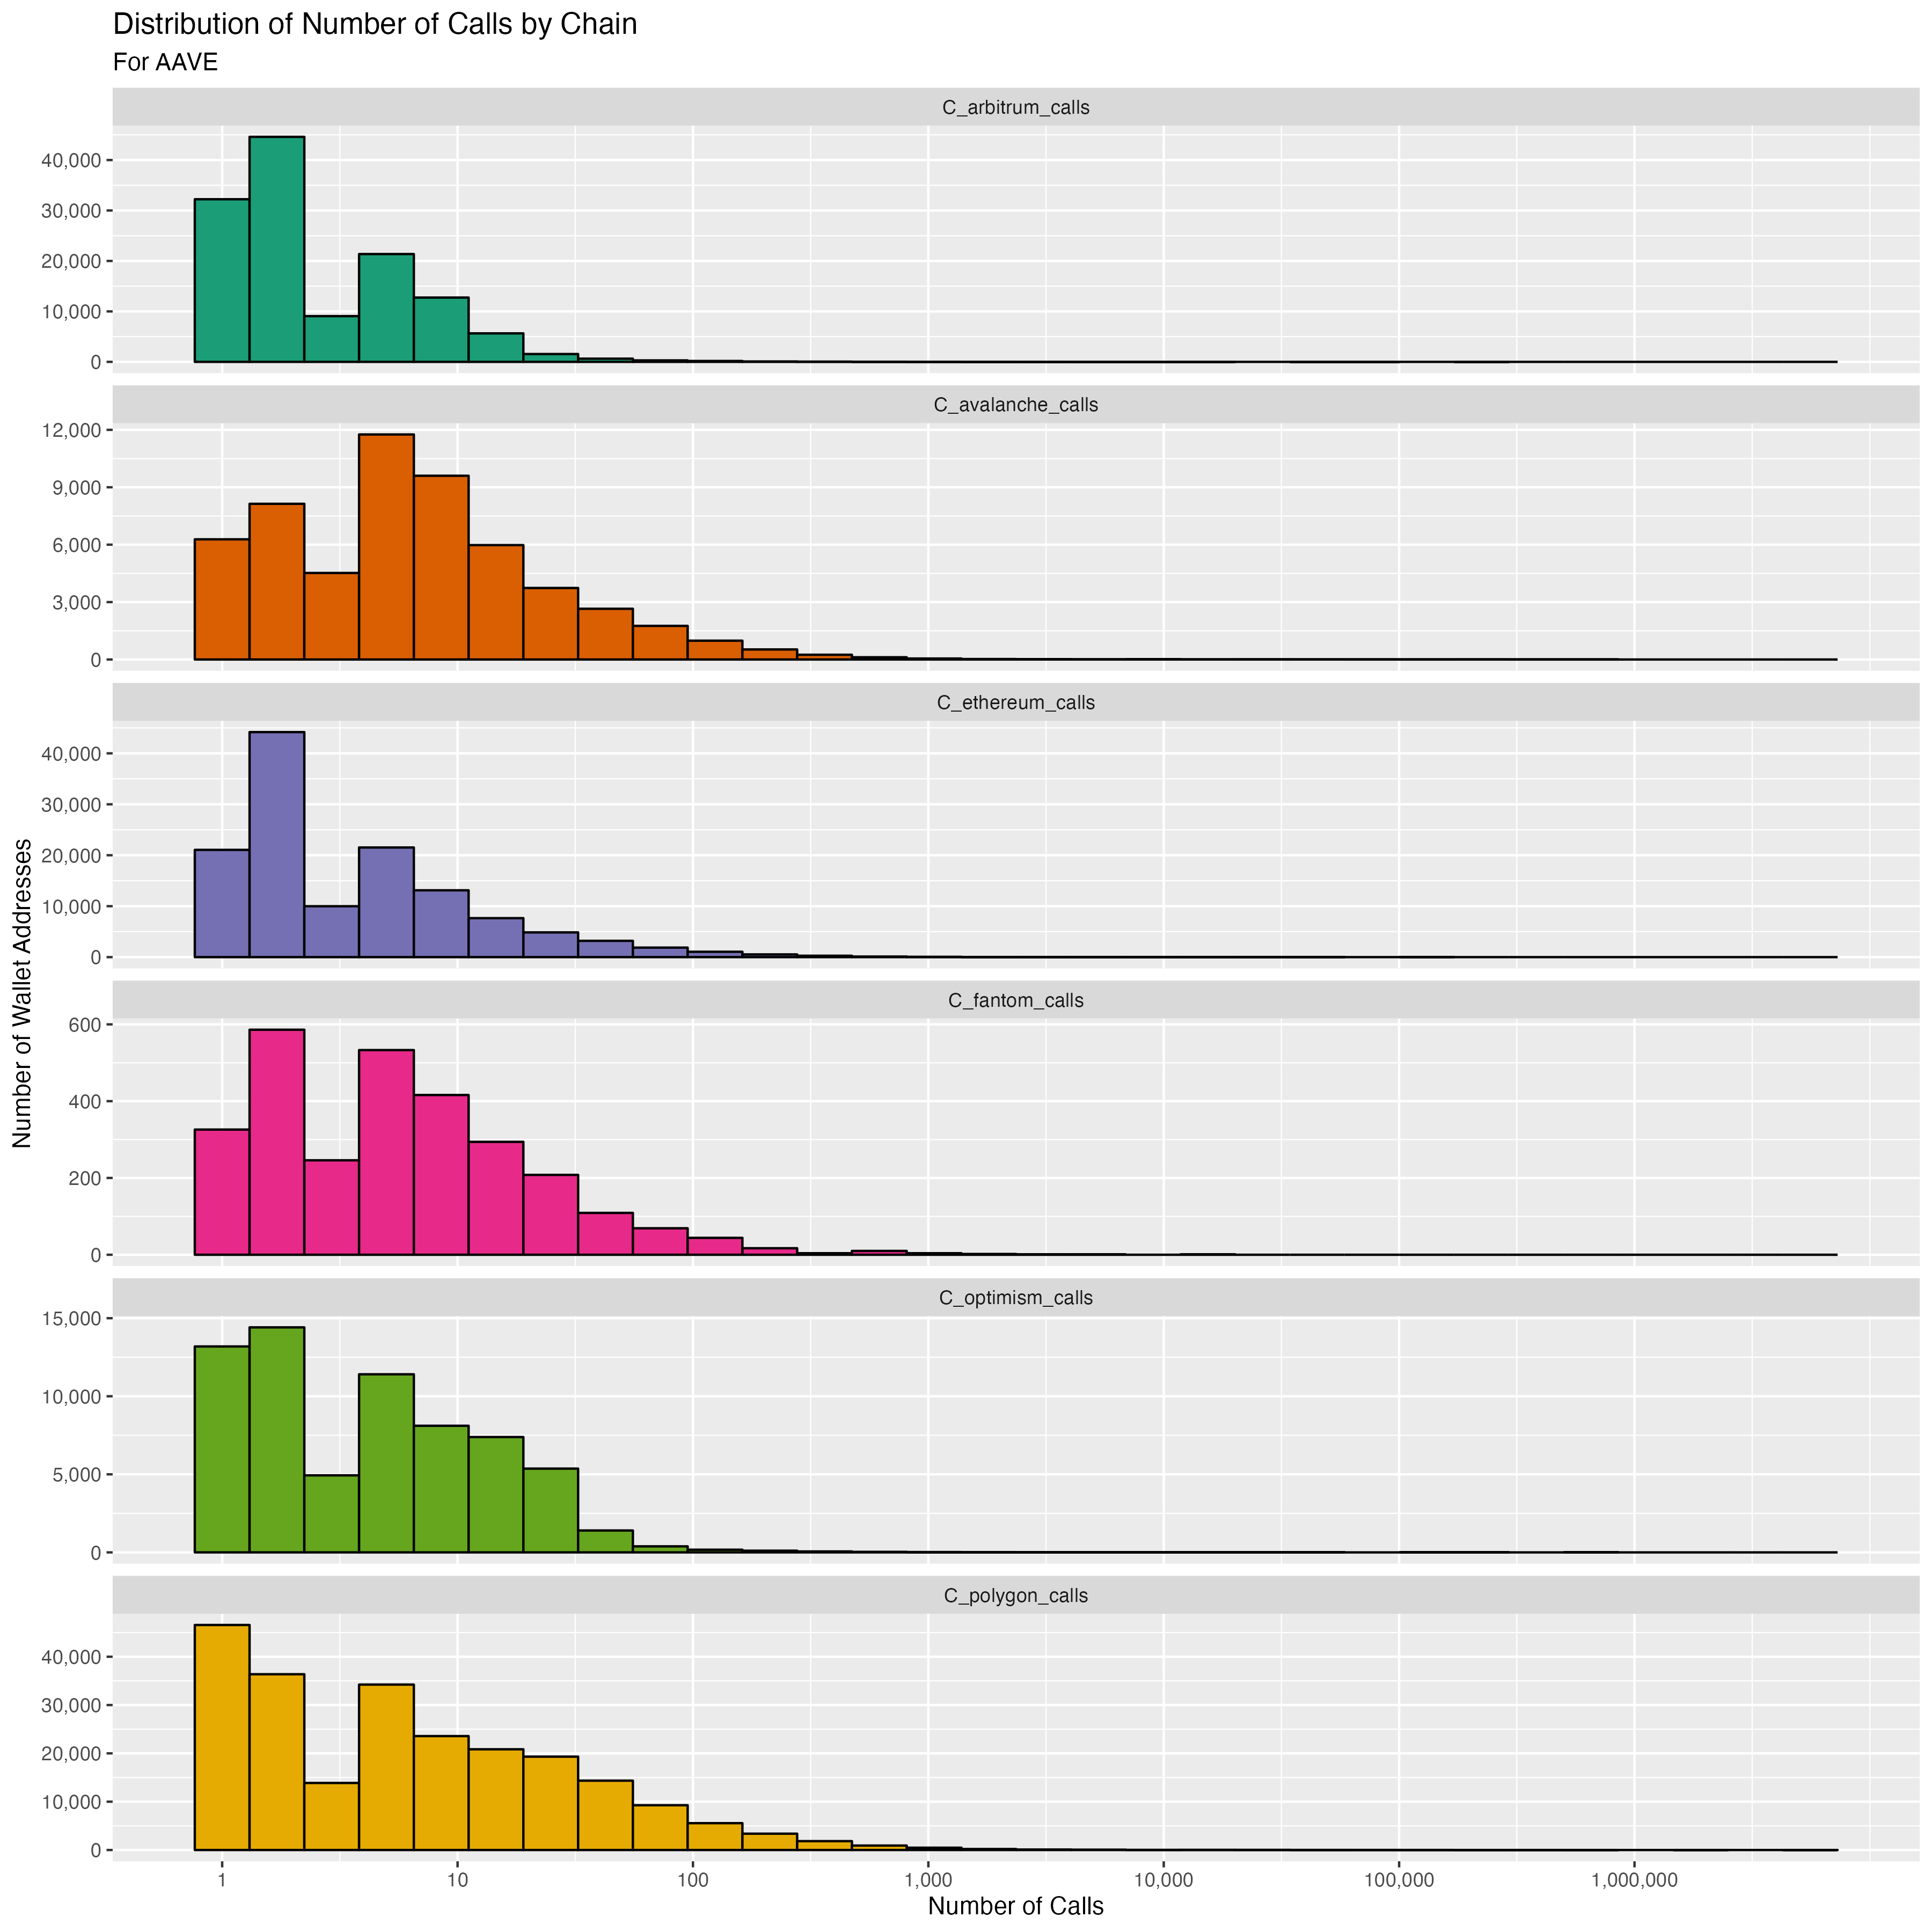 Distribution of Number of Calls by Chain
For AAVE
C_arbitrum_calls
40,000
30,000
20,000
10,000
0
C_avalanche_calls
12,000
9,000
6,000
3,000
0
C_ethereum_calls
40,000
30,000
20,000
10,000
0
C_fantom_calls
600
400
200
0
C_optimism_calls
15,000
10,000
5,000
0
C_polygon_calls
40,000
30,000
20,000
10,000
0
1 10 100 1,000 10,000 100,000 1,000,000
Number of Calls
Number of Wallet Addresses